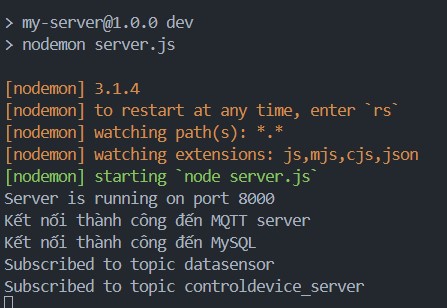 > my-server@1.0.0 dev
> nodemon server.js
[nodemon] 3.1.4
[nodemon] to restart at any time, enter `rs`
[nodemon] watching path(s): *.*
[nodemon] watching extensions: js,mjs,cjs,json
[nodemon] starting `node server.js`
Server is running on port 8000
Kết nối thành công đến MQTT server
Kết nối thành công đến MySQL
Subscribed to topic datasensor
Subscribed to topic controldevice_server